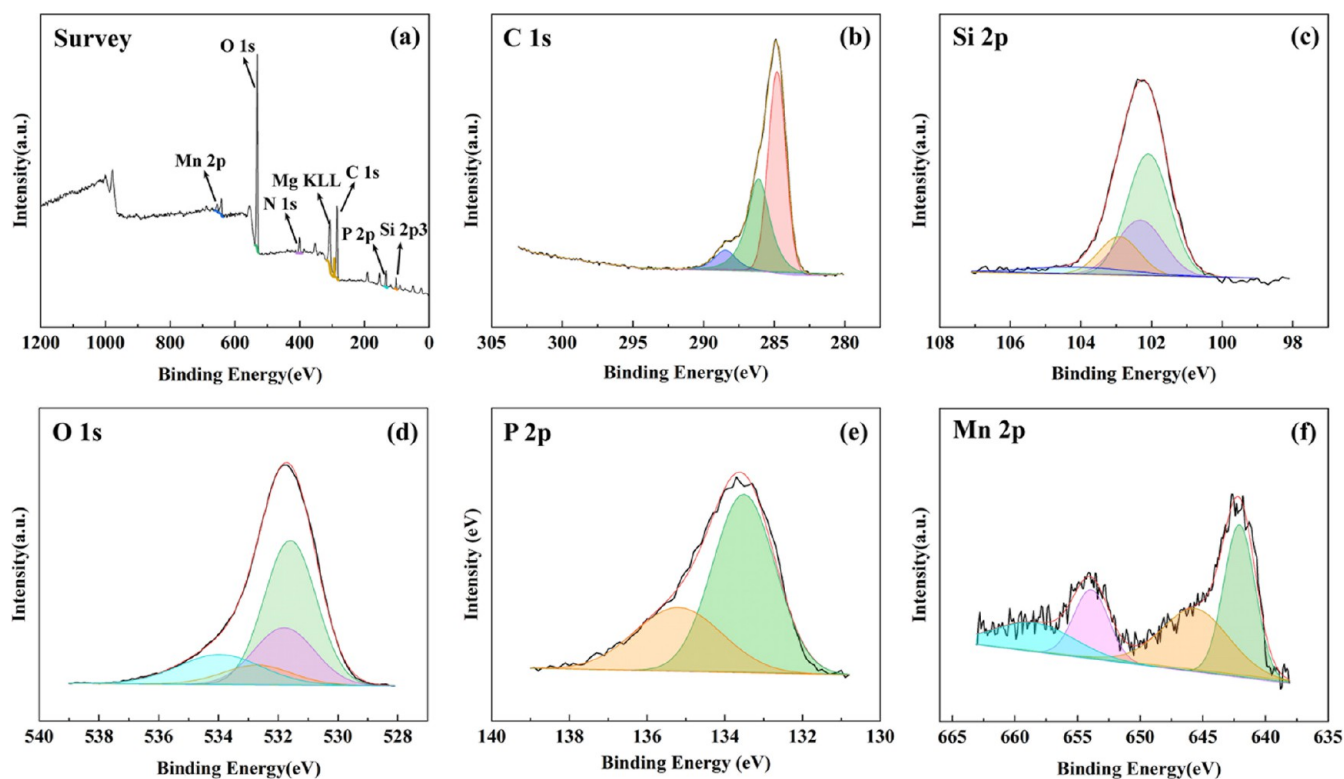 Survey
(a)
O 1s
Mn 2p
Mg KLL
C 1s
N 1s
P 2p
Si 2p3
Intensity(a.u.)
1200 1000 800 600 400 200 0
Binding Energy(eV)
C 1s
(b)
Intensity(a.u.)
305 300 295 290 285 280
Binding Energy(eV)
Si 2p
(c)
Intensity(a.u.)
108 106 104 102 100 98
Binding Energy(eV)
O 1s
(d)
Intensity(a.u.)
540 538 536 534 532 530 528
Binding Energy(eV)
P 2p
(e)
Intensity (eV)
140 138 136 134 132 130
Binding Energy (eV)
Mn 2p
(f)
Intensity(a.u.)
665 660 655 650 645 640 635
Binding Energy(eV)